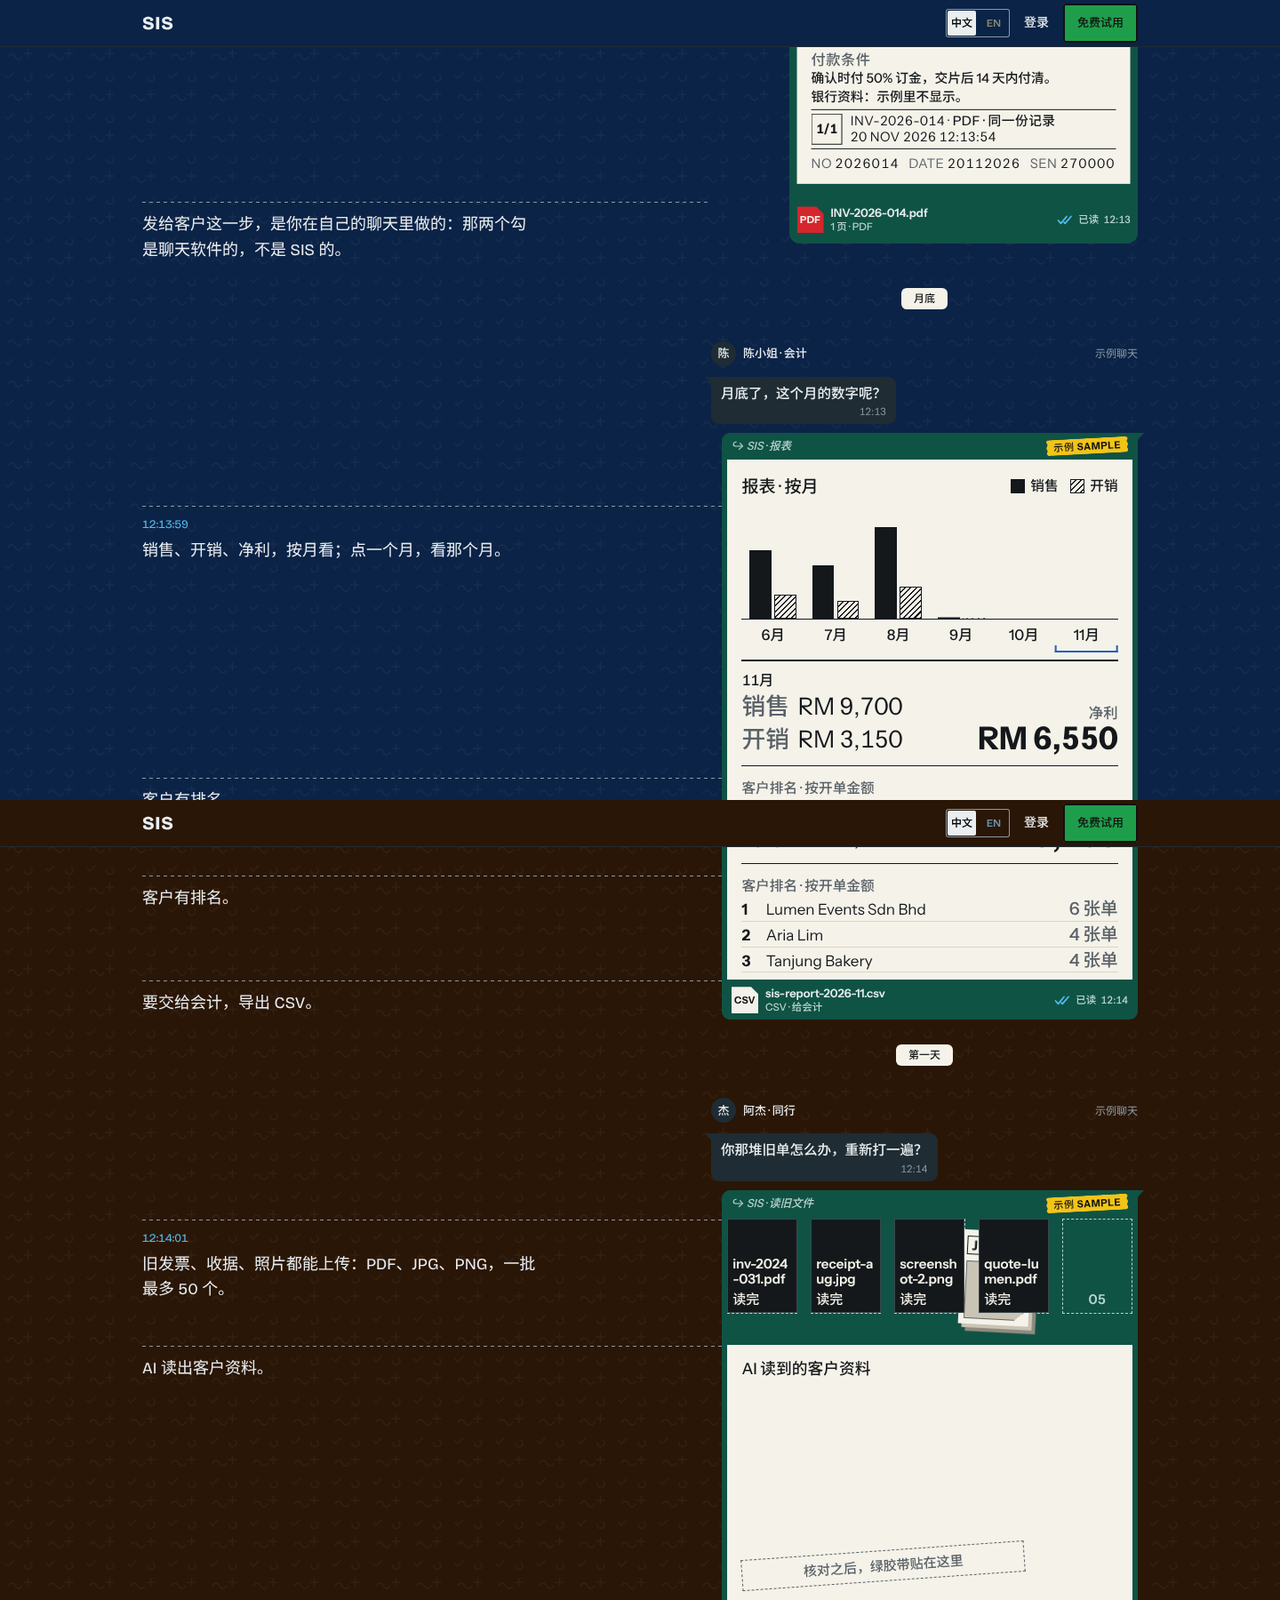 SIS
中文 EN 登录 免费试用
付款条件
确认时付 50% 订金，交片后 14 天内付清。
银行资料：示例里不显示。
1/1
INV-2026-014 · PDF · 同一份记录
20 NOV 2026 12:13:54
NO 2026014 DATE 20112026 SEN 270000
PDF
INV-2026-014.pdf
1 页 · PDF
已读 12:13
发给客户这一步，是你在自己的聊天里做的：那两个勾
是聊天软件的，不是 SIS 的。
月底
陈 陈小姐 · 会计 示例聊天
月底了，这个月的数字呢？
12:13
SIS · 报表 示例 SAMPLE
报表 · 按月 销售 开销
12:13:59
销售、开销、净利，按月看；点一个月，看那个月。
6月 7月 8月 9月 10月 11月
11月
销售 RM 9,700
开销 RM 3,150
净利
RM 6,550
客户排名 · 按开单金额
客户有排名
SIS
中文 EN 登录 免费试用
客户有排名。
客户排名 · 按开单金额
1 Lumen Events Sdn Bhd 6 张单
2 Aria Lim 4 张单
3 Tanjung Bakery 4 张单
要交给会计，导出 CSV。
CSV
sis-report-2026-11.csv
CSV · 给会计
已读 12:14
第一天
杰 阿杰 · 同行 示例聊天
你那堆旧单怎么办，重新打一遍？
12:14
SIS · 读旧文件 示例 SAMPLE
12:14:01
旧发票、收据、照片都能上传：PDF、JPG、PNG，一批
最多 50 个。
inv-2024
-031.pdf
读完
receipt-a
ug.jpg
读完
screensh
ot-2.png
读完
quote-lu
men.pdf
读完
05
AI 读出客户资料。
AI 读到的客户资料
核对之后，绿胶带贴在这里